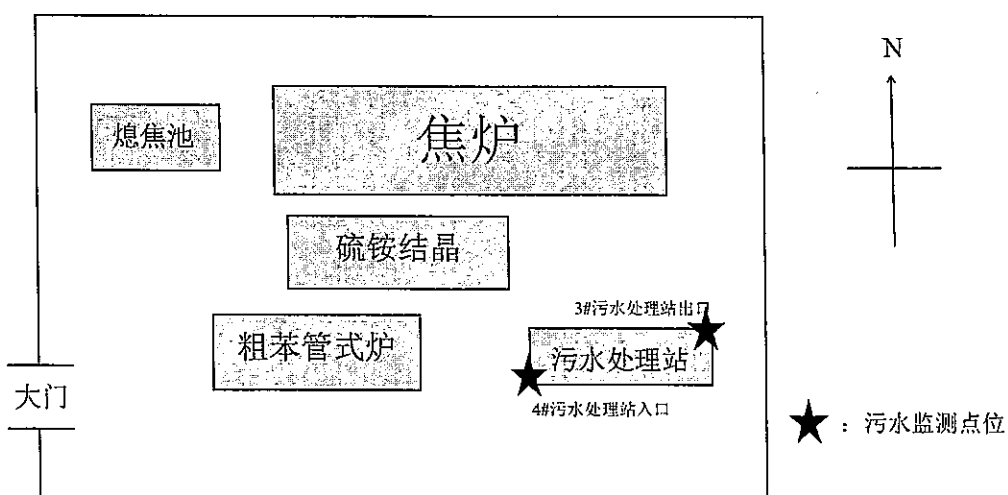 N
熄焦池
焦炉
硫铵结晶
3#污水处理站出口
粗苯管式炉
污水处理站
大门
4#污水处理站入口
★：污水监测点位